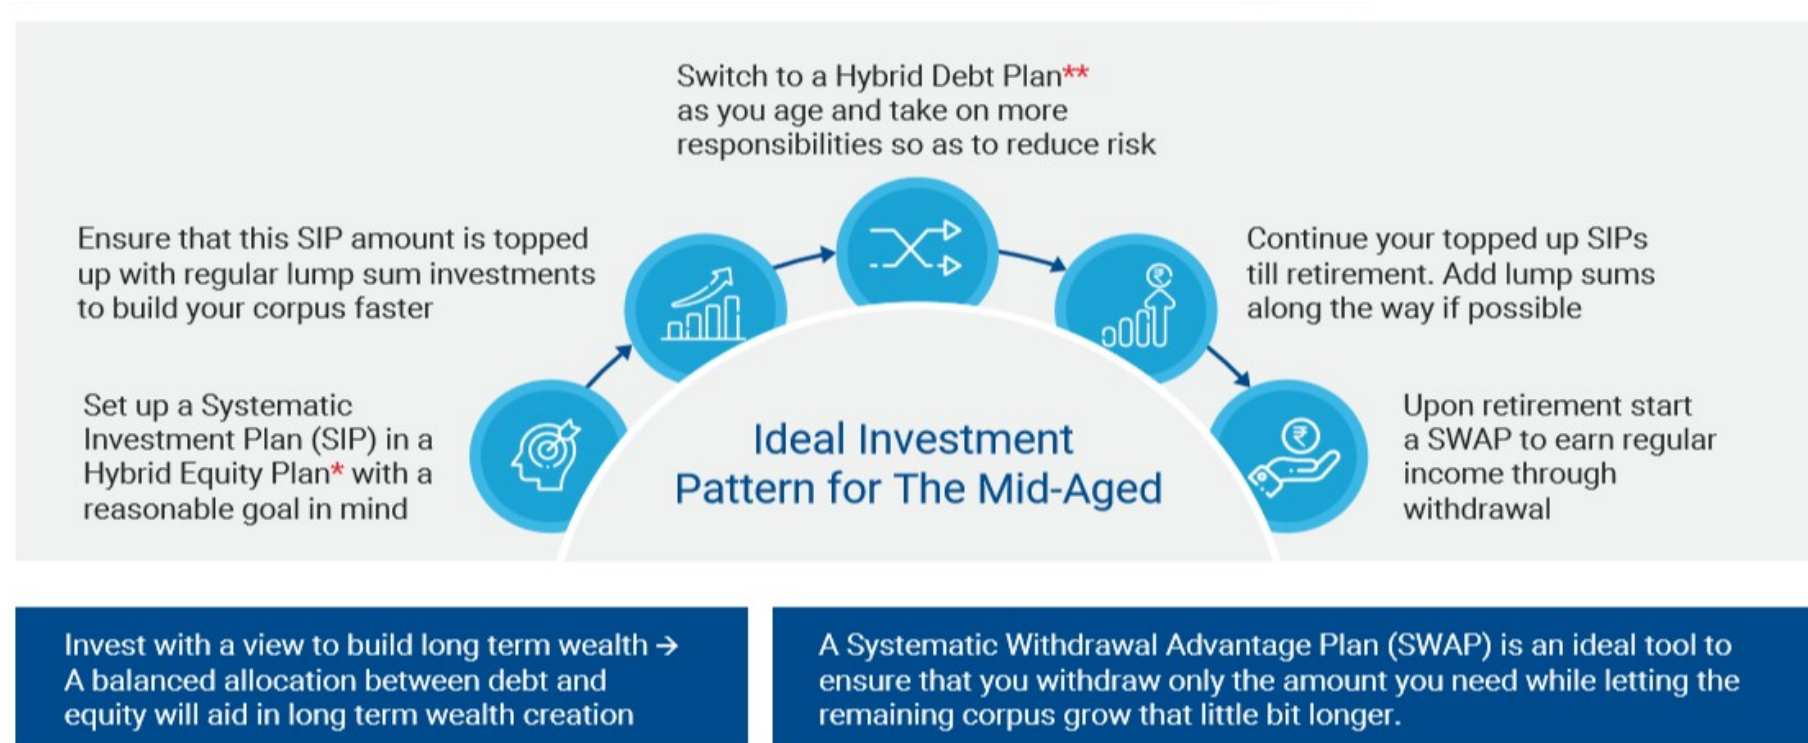 Set up a Systematic
Investment Plan (SIP) in a
Hybrid Equity Plan* with a
reasonable goal in mind
Ensure that this SIP amount is topped
up with regular lump sum investments
to build your corpus faster
Switch to a Hybrid Debt Plan**
as you age and take on more
responsibilities so as to reduce risk
Continue your topped up SIPs
till retirement. Add lump sums
along the way if possible
Upon retirement start
a SWAP to earn regular
income through
withdrawal
Ideal Investment
Pattern for The Mid-Aged
Invest with a view to build long term wealth →
A balanced allocation between debt and
equity will aid in long term wealth creation
A Systematic Withdrawal Advantage Plan (SWAP) is an ideal tool to
ensure that you withdraw only the amount you need while letting the
remaining corpus grow that little bit longer.